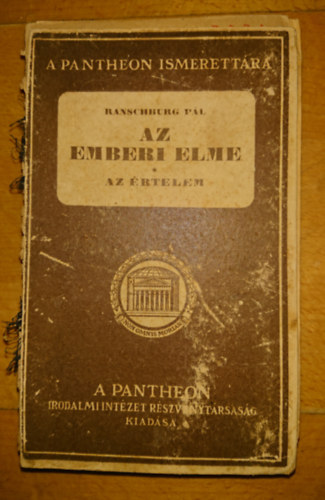 A PANTHEON ISMERETTÁRA
RANSCHBURG PÁL
AZ
EMBERI ELME
AZ ÉRTELEM
A PANTHEON
IRODALMI INTÉZET RÉSZVÉNYTÁRSASÁG
KIADÁSA